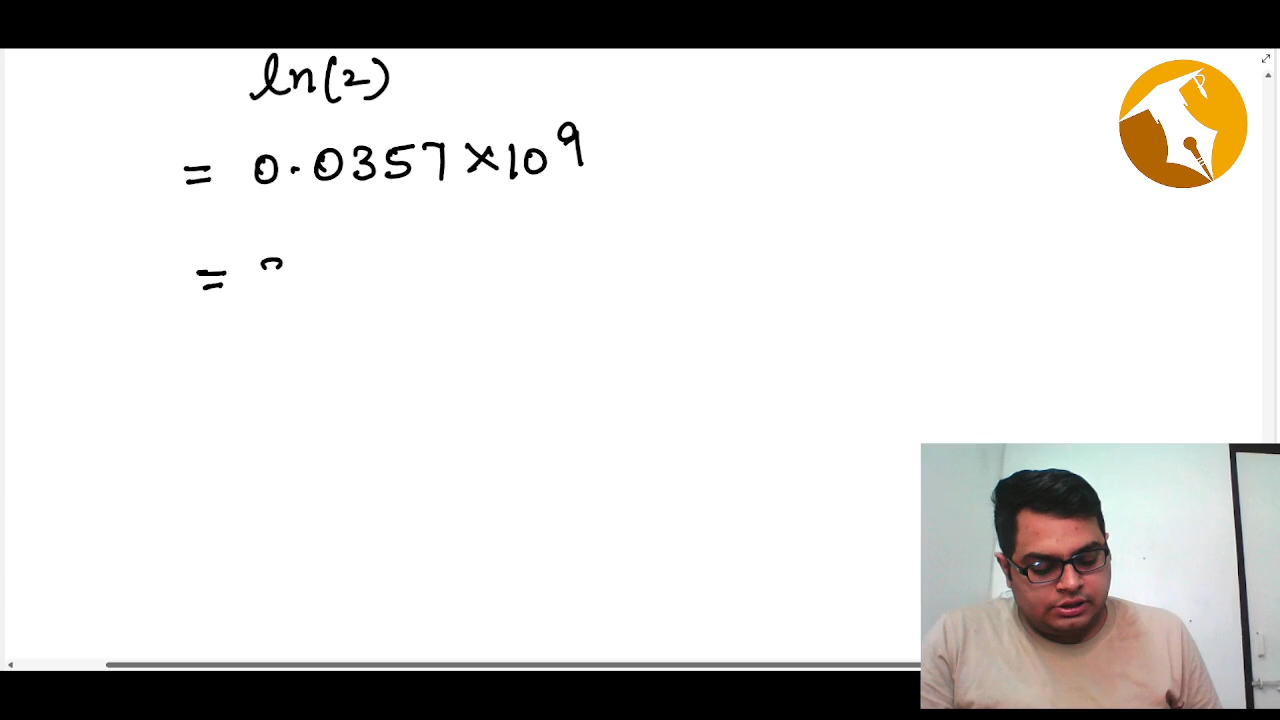 ln(2)
= 0.0357×10⁹
=